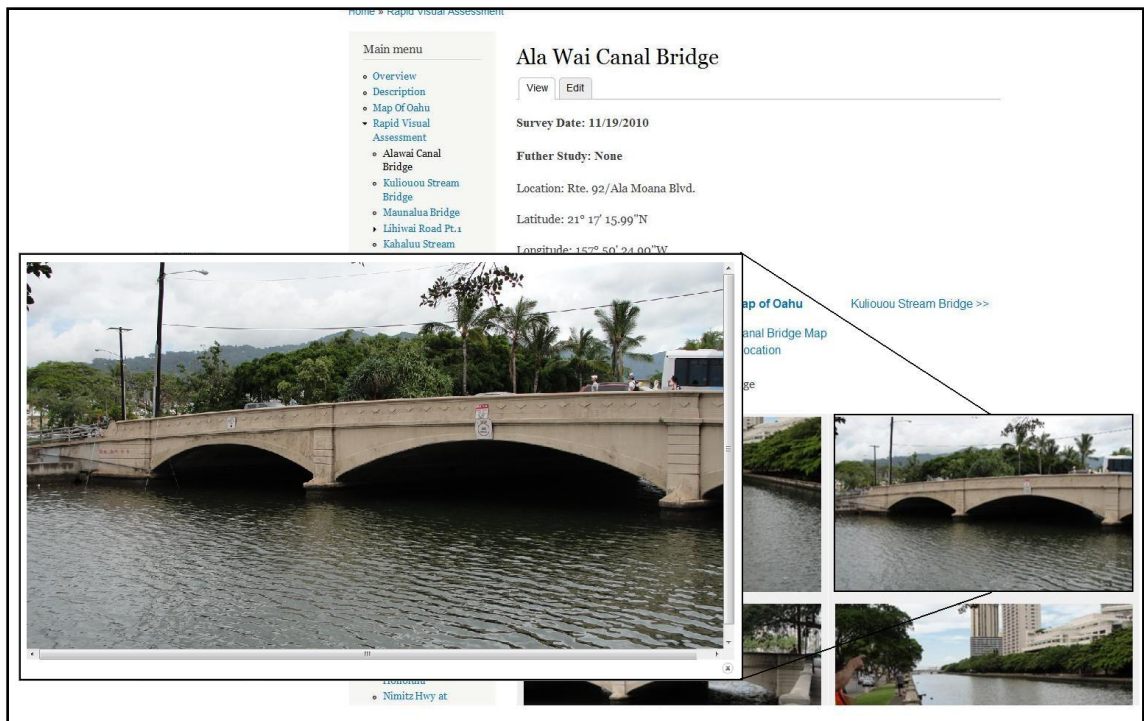 Home » Rapid Visual Assessment
Main menu
Overview
Description
Map Of Oahu
Rapid Visual
Assessment
Alawai Canal
Bridge
Kuliouou Stream
Bridge
Maunalua Bridge
Lihiwai Road Pt.1
Kahaluu Stream
Ala Wai Canal Bridge
View
Edit
Survey Date: 11/19/2010
Futher Study: None
Location: Rte. 92/Ala Moana Blvd.
Latitude: 21° 17' 15.99"N
Longitude: 157° 50' 24.00"W
ap of Oahu
Kuliouou Stream Bridge >>
anal Bridge Map
ocation
ge
Honolulu
Nimitz Hwy at